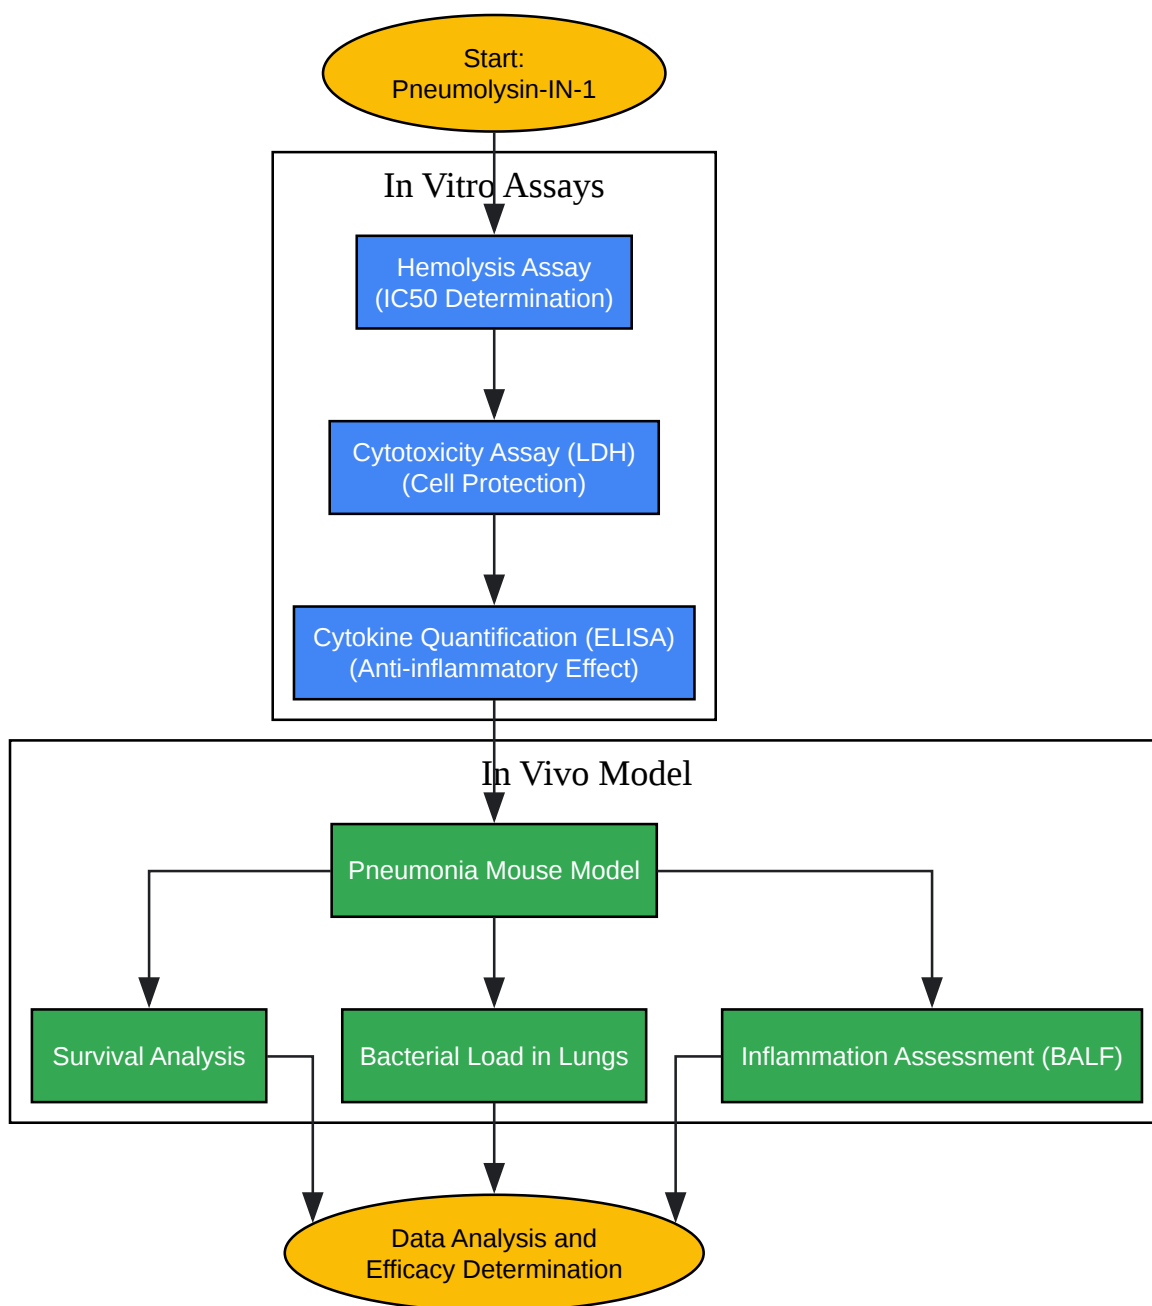 Start:
Pneumolysin-IN-1
In Vitro Assays
Hemolysis Assay
(IC50 Determination)
Cytotoxicity Assay (LDH)
(Cell Protection)
Cytokine Quantification (ELISA)
(Anti-inflammatory Effect)
In Vivo Model
Pneumonia Mouse Model
Survival Analysis
Bacterial Load in Lungs
Inflammation Assessment (BALF)
Data Analysis and
Efficacy Determination